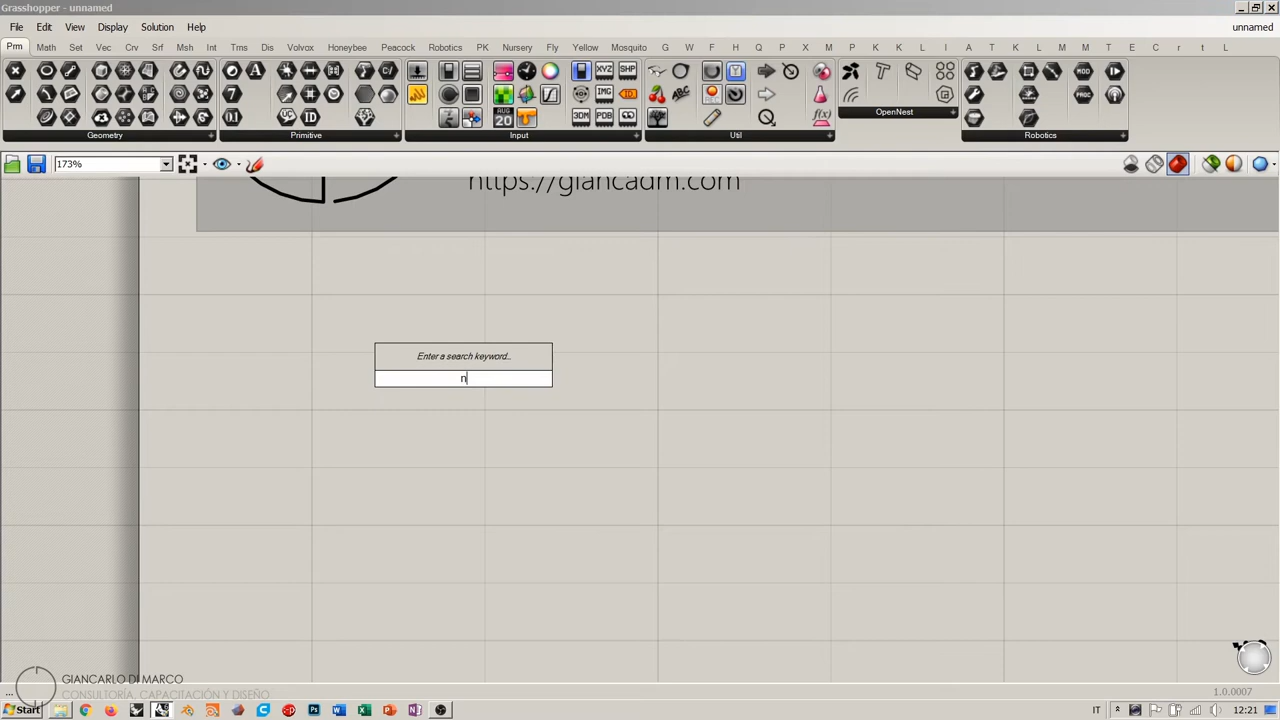 Grasshopper - unnamed
File Edit View Display Solution Help
unnamed
Prm Math Set Vec Crv Srf Msh Int Trns Dis Volvox Honeybee Peacock Robotics PK Nursery Fly Yellow Mosquito G W F H Q P X M P K K L I A T K L M M T E C r t L
Geometry
Primitive
Input
Util
OpenNest
Robotics
173%
https://giancadm.com
Enter a search keyword...
n
GIANCARLO DI MARCO
CONSULTORÍA, CAPACITACIÓN Y DISEÑO
1.0.0007
Start
IT
12:21